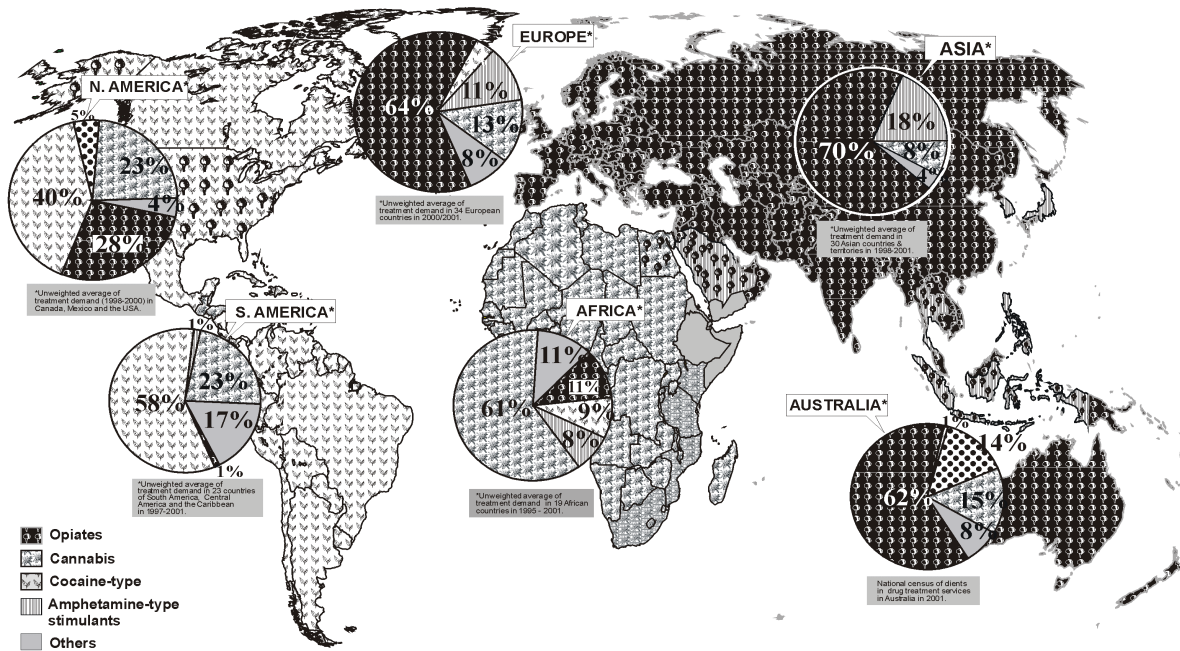 EUROPE*
ASIA*
N. AMERICA*
5%
23%
40%
4%
28%
*Unweighted average of
treatment demand (1998-2000) in
Canada, Mexico and the USA.
64%
11%
13%
8%
*Unweighted average of
treatment demand in 34 European
countries in 2000/2001.
18%
70%
8%
4%
*Unweighted average of
treatment demand in
30 Asian countries &
territories in 1998-2001.
S. AMERICA*
1%
23%
58%
17%
1%
*Unweighted average of
treatment demand in 23 countries
of South America, Central
America and the Caribbean
in 1997-2001.
AFRICA*
11%
11%
61%
9%
8%
*Unweighted average of
treatment demand in 19 African
countries in 1995 - 2001.
AUSTRALIA*
1%
14%
62%
15%
8%
National census of clients
in drug treatment services
in Australia in 2001.
Opiates
Cannabis
Cocaine-type
Amphetamine-type
stimulants
Others